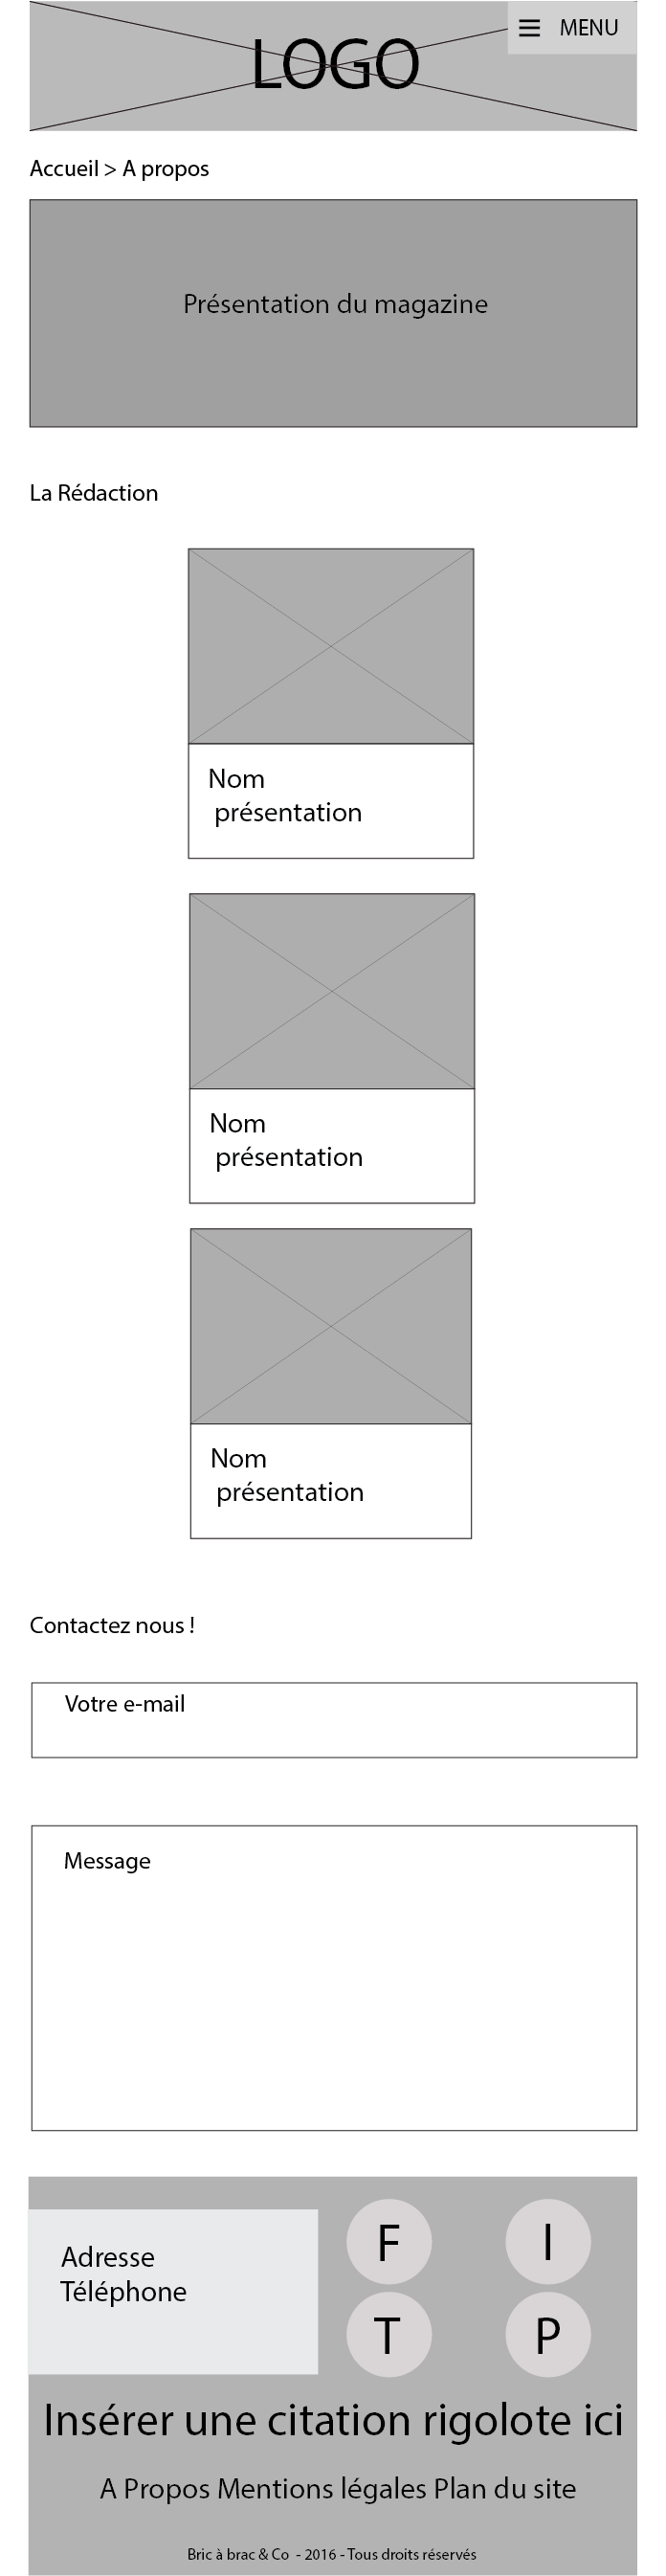 LOGO
MENU
Accueil > A propos
Présentation du magazine
La Rédaction
Nom
présentation
Nom
présentation
Nom
présentation
Contactez nous !
Votre e-mail
Message
Adresse
Téléphone
F
I
T
P
Insérer une citation rigolote ici
A Propos Mentions légales Plan du site
Bric à brac & Co - 2016 - Tous droits réservés